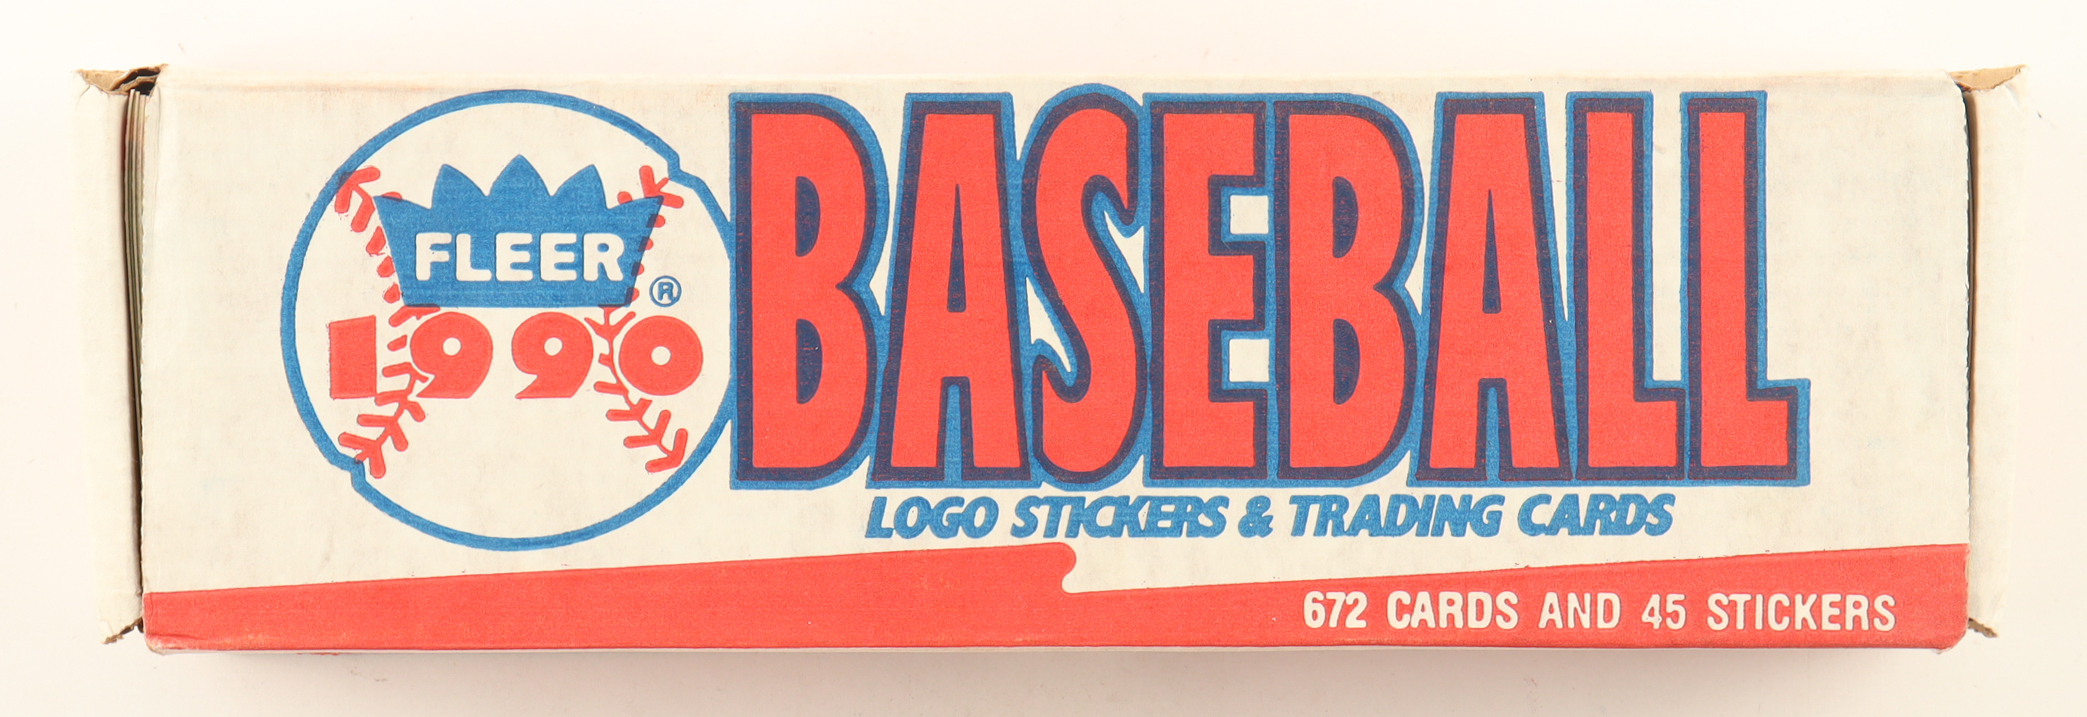 FLEER®
1990
BASEBALL
LOGO STICKERS & TRADING CARDS
672 CARDS AND 45 STICKERS